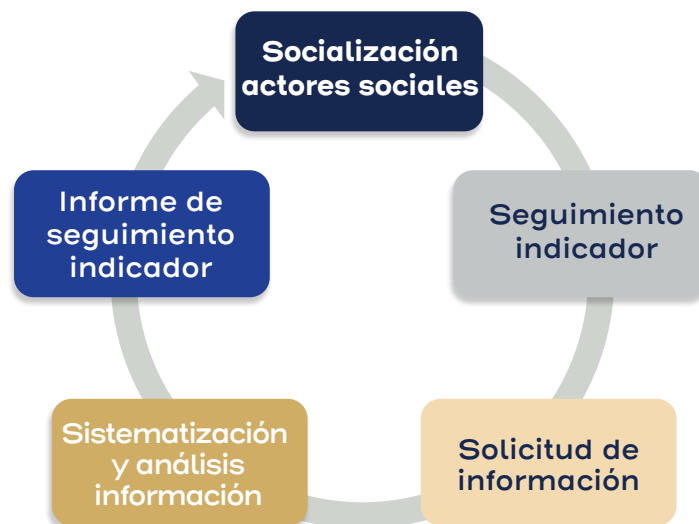 Socialización
actores sociales
Seguimiento
indicador
Solicitud de
información
Sistematización
y análisis
información
Informe de
seguimiento
indicador